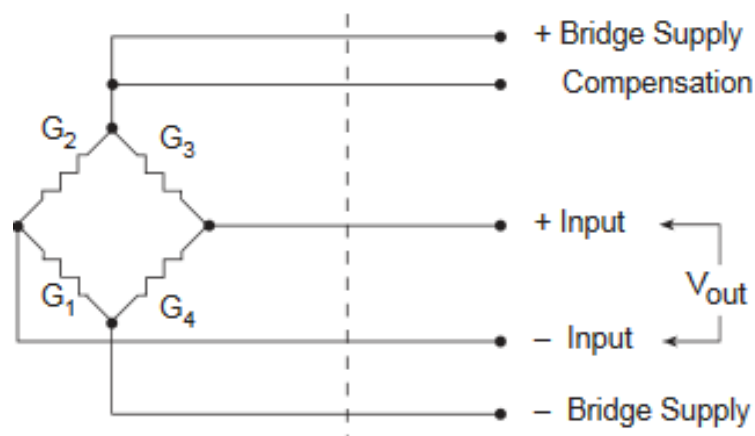 + Bridge Supply
Compensation
G2
G3
+ Input
Vout
G1
G4
– Input
– Bridge Supply